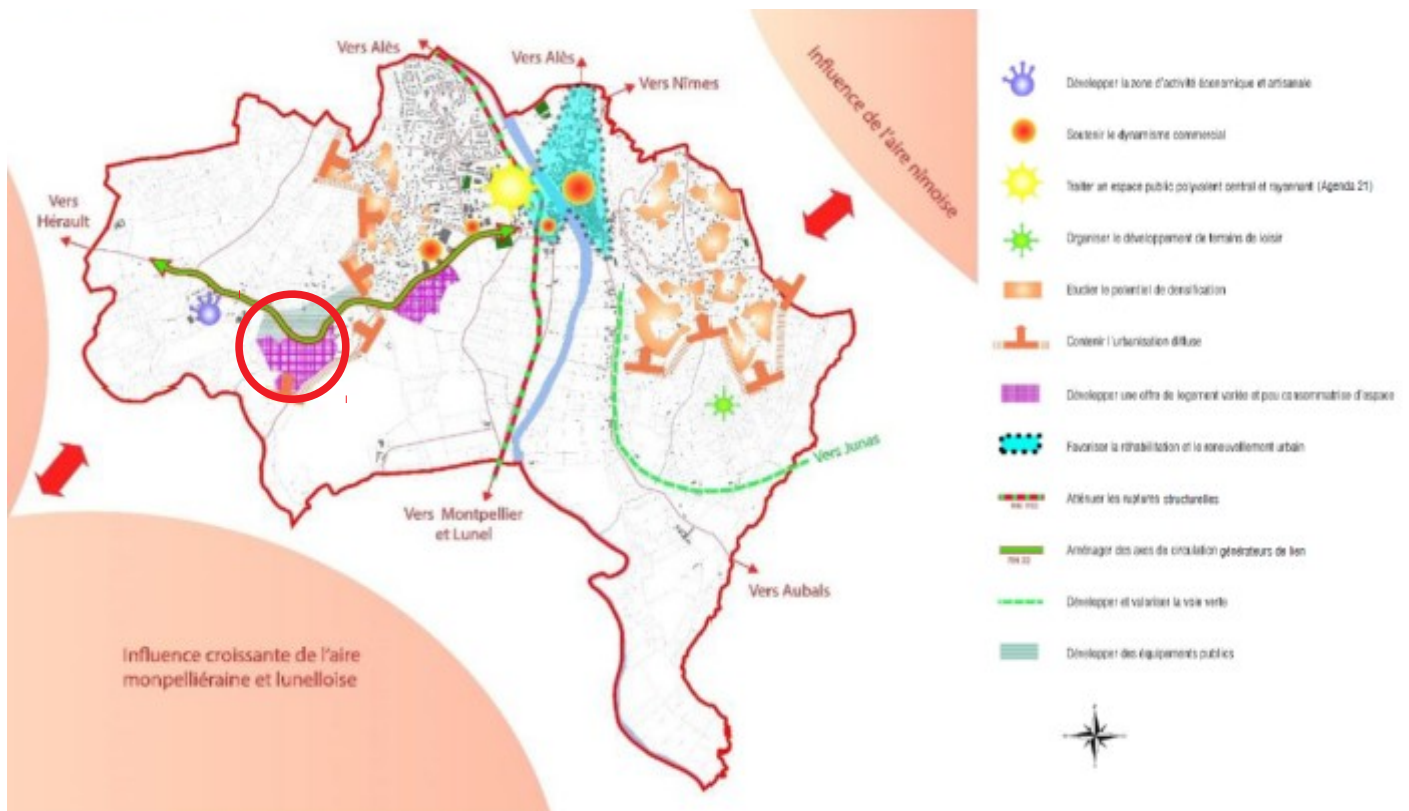 Vers Alès
Vers Alès
Vers Nîmes
Influence de l'aire nîmoise
Vers
Hérault
Vers Junas
Vers Montpellier
et Lunel
Vers Aubais
Influence croissante de l'aire
monpelliéraine et lunelloise
Développer la zone d'activité économique et artisanale
Soutenir le dynamisme commercial
Traiter un espace public polyvalent central et rayonnant (Agenda 21)
Organiser le développement de terrains de loisir
Etudier le potentiel de densification
Contenir l'urbanisation diffuse
Développer une offre de logement variée et peu consommatrice d'espace
Favoriser la réhabilitation et le renouvellement urbain
Atténuer les ruptures structurelles
Aménager des axes de circulation générateurs de lien
Développer et valoriser la voie verte
Développer des équipements publics